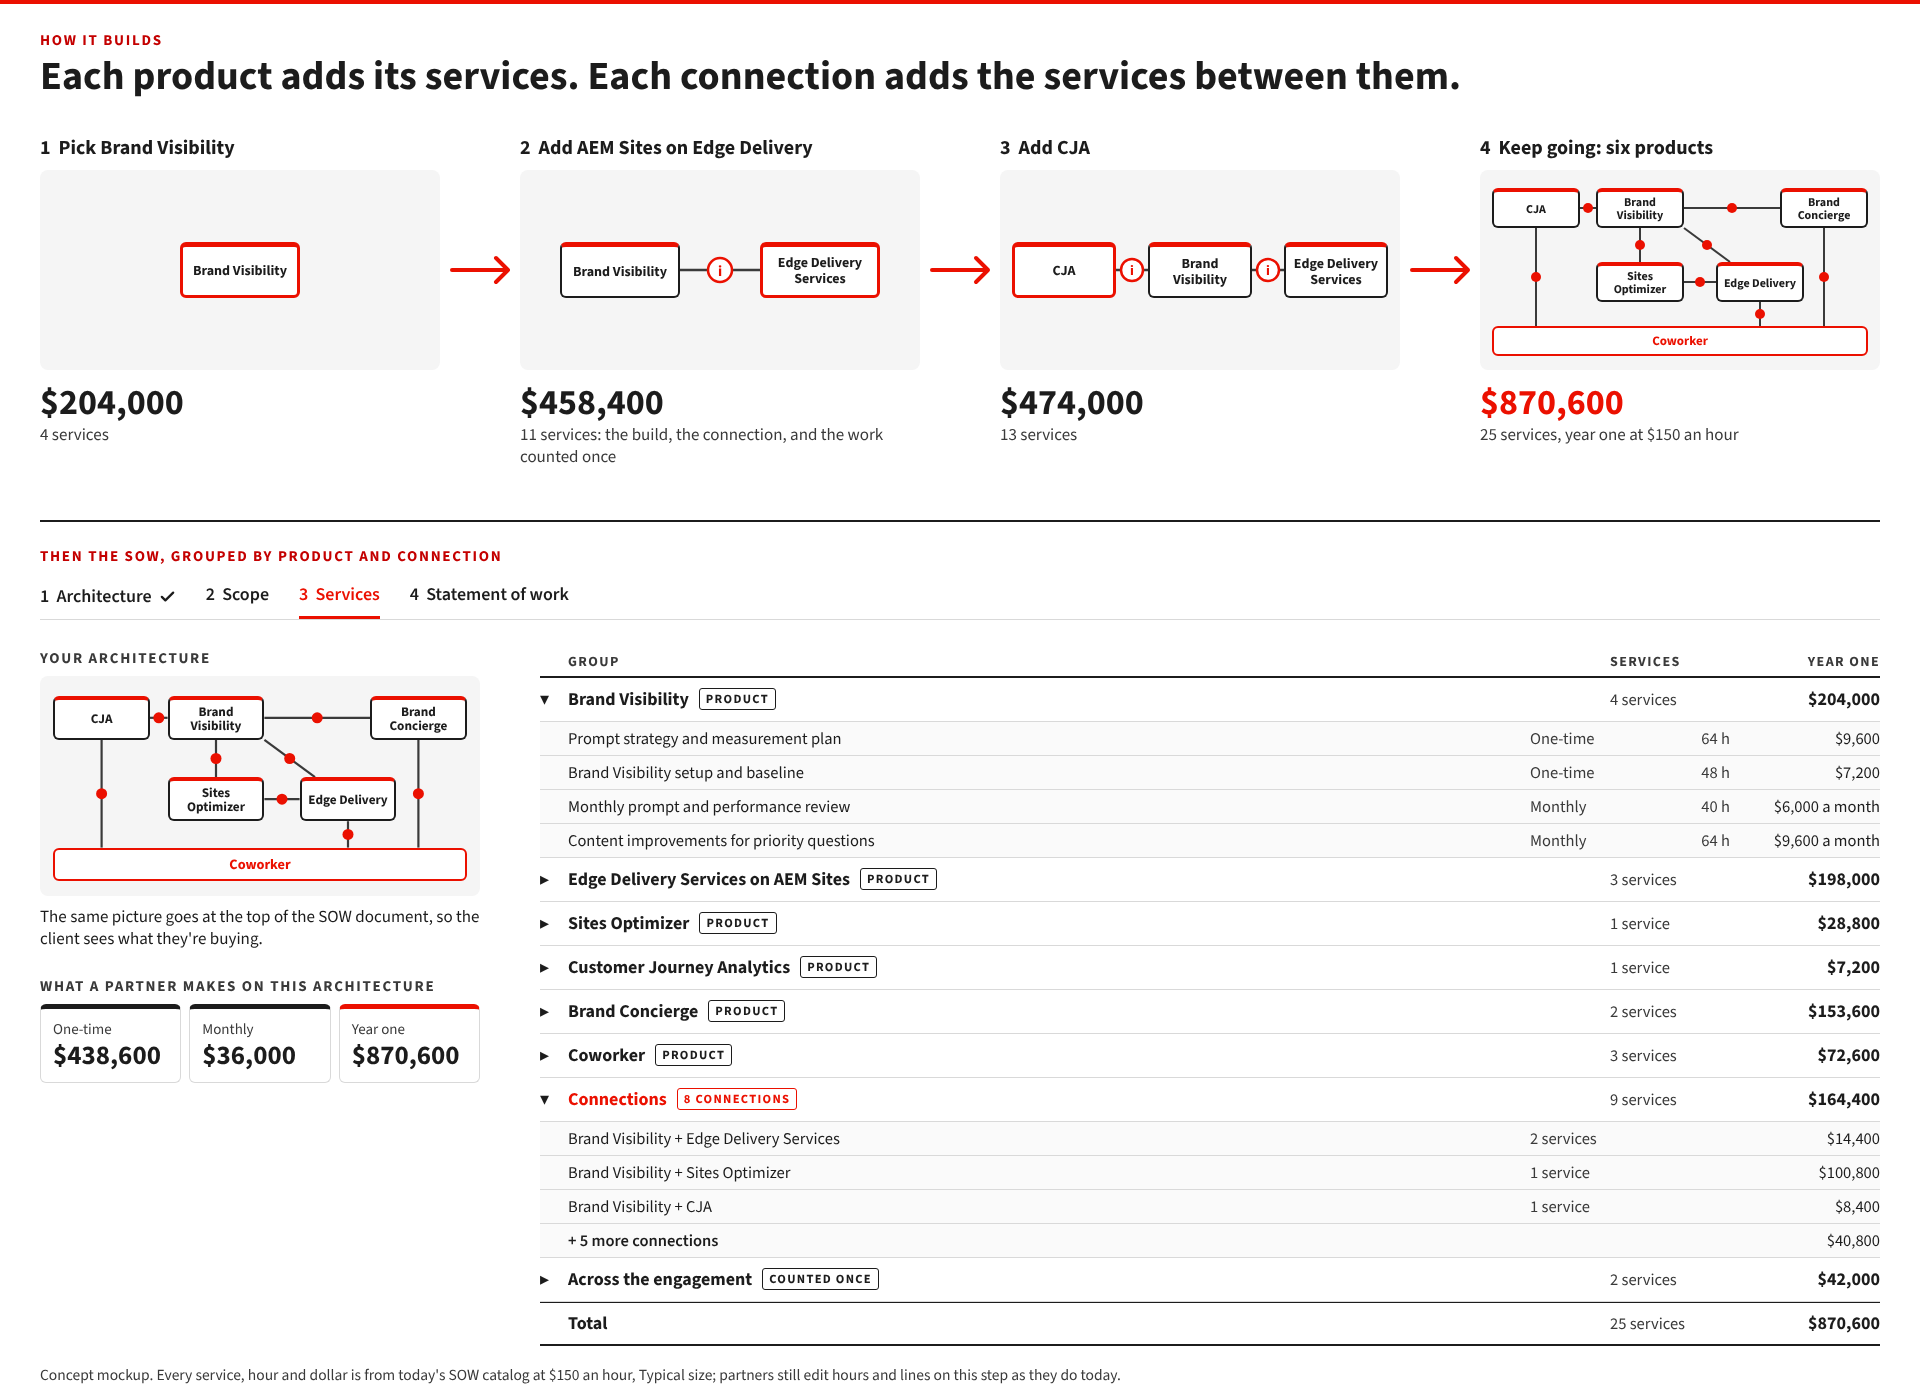 HOW IT BUILDS
Each product adds its services. Each connection adds the services between them.
1 Pick Brand Visibility
Brand Visibility
$204,000
4 services
2 Add AEM Sites on Edge Delivery
Brand Visibility
i
Edge Delivery
Services
$458,400
11 services: the build, the connection, and the work
counted once
3 Add CJA
CJA
i
Brand
Visibility
i
Edge Delivery
Services
$474,000
13 services
4 Keep going: six products
CJA
Brand
Visibility
Brand
Concierge
Sites
Optimizer
Edge Delivery
Coworker
$870,600
25 services, year one at $150 an hour
THEN THE SOW, GROUPED BY PRODUCT AND CONNECTION
1 Architecture ✓ 2 Scope 3 Services 4 Statement of work
YOUR ARCHITECTURE
CJA
Brand
Visibility
Brand
Concierge
Sites
Optimizer
Edge Delivery
Coworker
The same picture goes at the top of the SOW document, so the
client sees what they're buying.
WHAT A PARTNER MAKES ON THIS ARCHITECTURE
One-time
$438,600
Monthly
$36,000
Year one
$870,600
GROUP SERVICES YEAR ONE
▼ Brand Visibility PRODUCT 4 services $204,000
Prompt strategy and measurement plan One-time 64 h $9,600
Brand Visibility setup and baseline One-time 48 h $7,200
Monthly prompt and performance review Monthly 40 h $6,000 a month
Content improvements for priority questions Monthly 64 h $9,600 a month
► Edge Delivery Services on AEM Sites PRODUCT 3 services $198,000
► Sites Optimizer PRODUCT 1 service $28,800
► Customer Journey Analytics PRODUCT 1 service $7,200
► Brand Concierge PRODUCT 2 services $153,600
► Coworker PRODUCT 3 services $72,600
▼ Connections 8 CONNECTIONS 9 services $164,400
Brand Visibility + Edge Delivery Services 2 services $14,400
Brand Visibility + Sites Optimizer 1 service $100,800
Brand Visibility + CJA 1 service $8,400
+ 5 more connections $40,800
► Across the engagement COUNTED ONCE 2 services $42,000
Total 25 services $870,600
Concept mockup. Every service, hour and dollar is from today's SOW catalog at $150 an hour, Typical size; partners still edit hours and lines on this step as they do today.